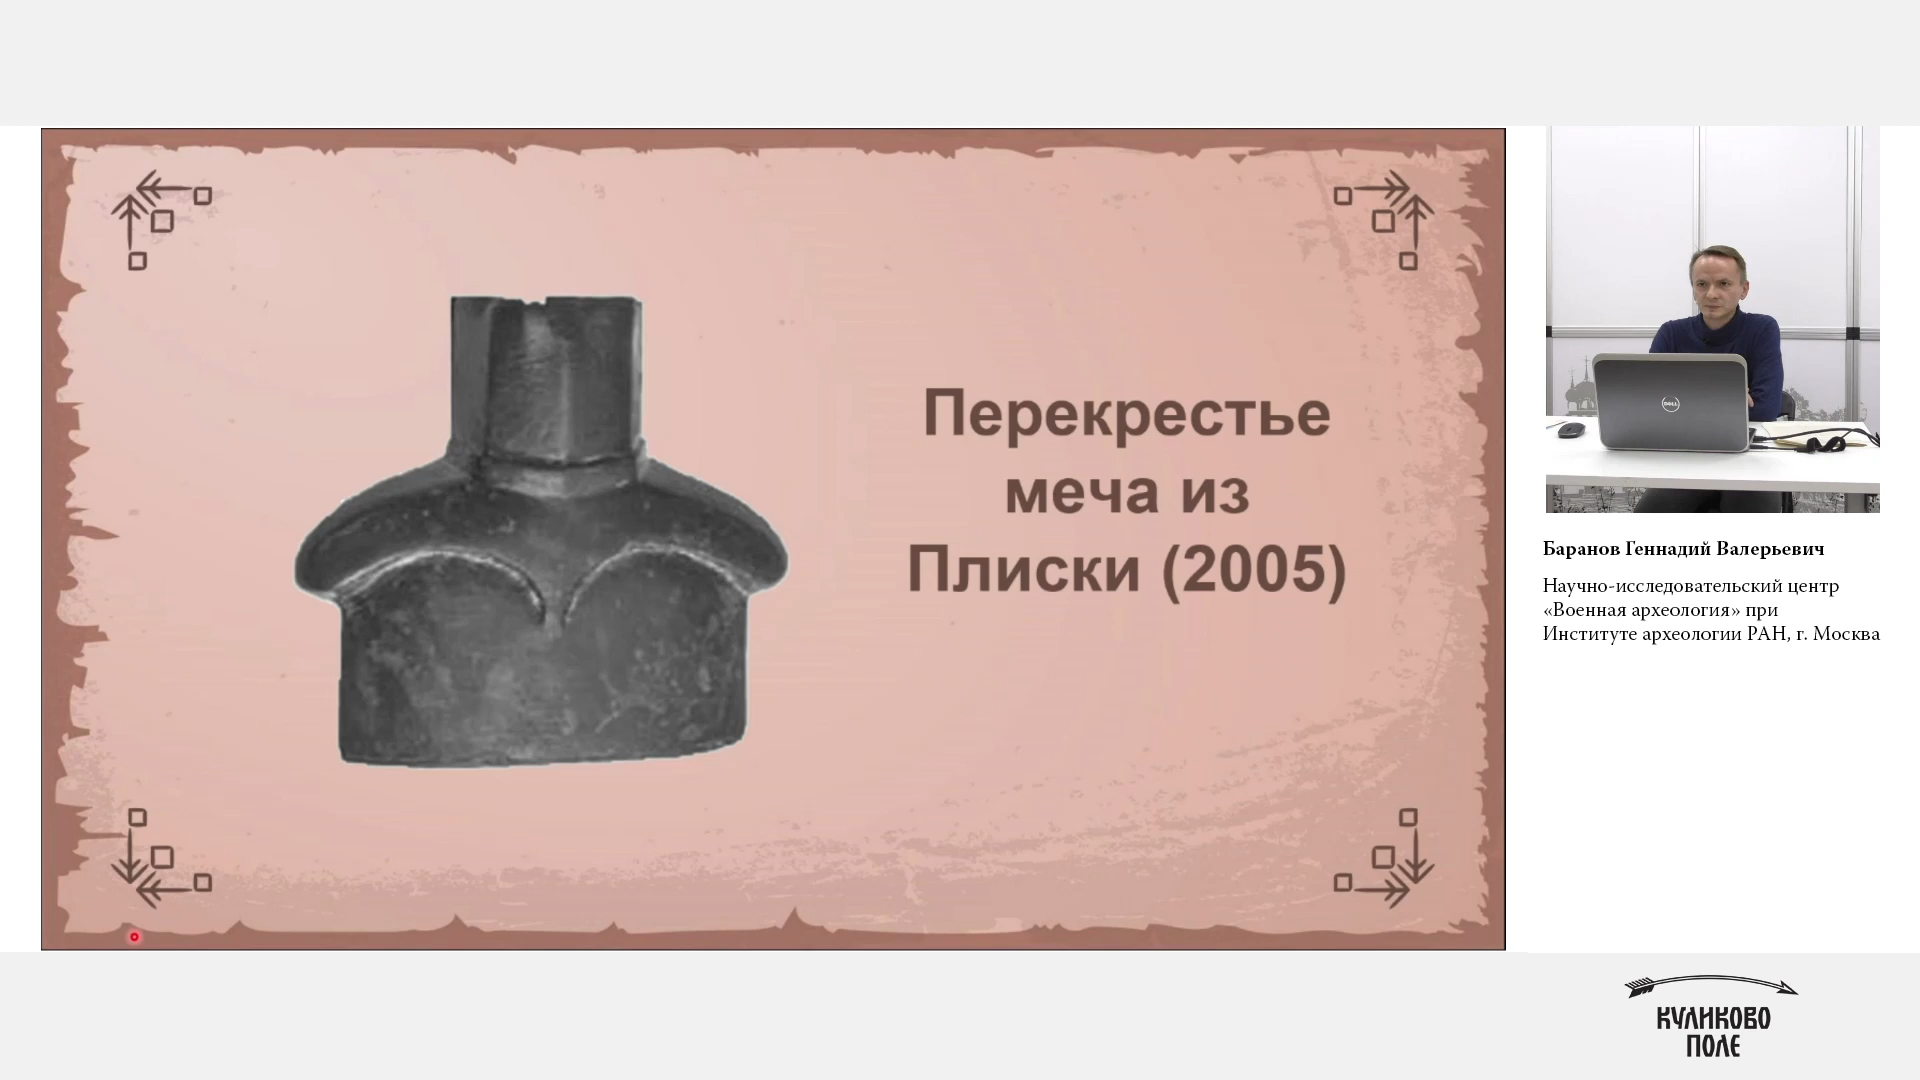 Перекрестье
меча из
Плиски (2005)
DELL
Баранов Геннадий Валерьевич
Научно-исследовательский центр
«Военная археология» при
Институте археологии РАН, г. Москва
КУЛИКОВО
ПОЛЕ